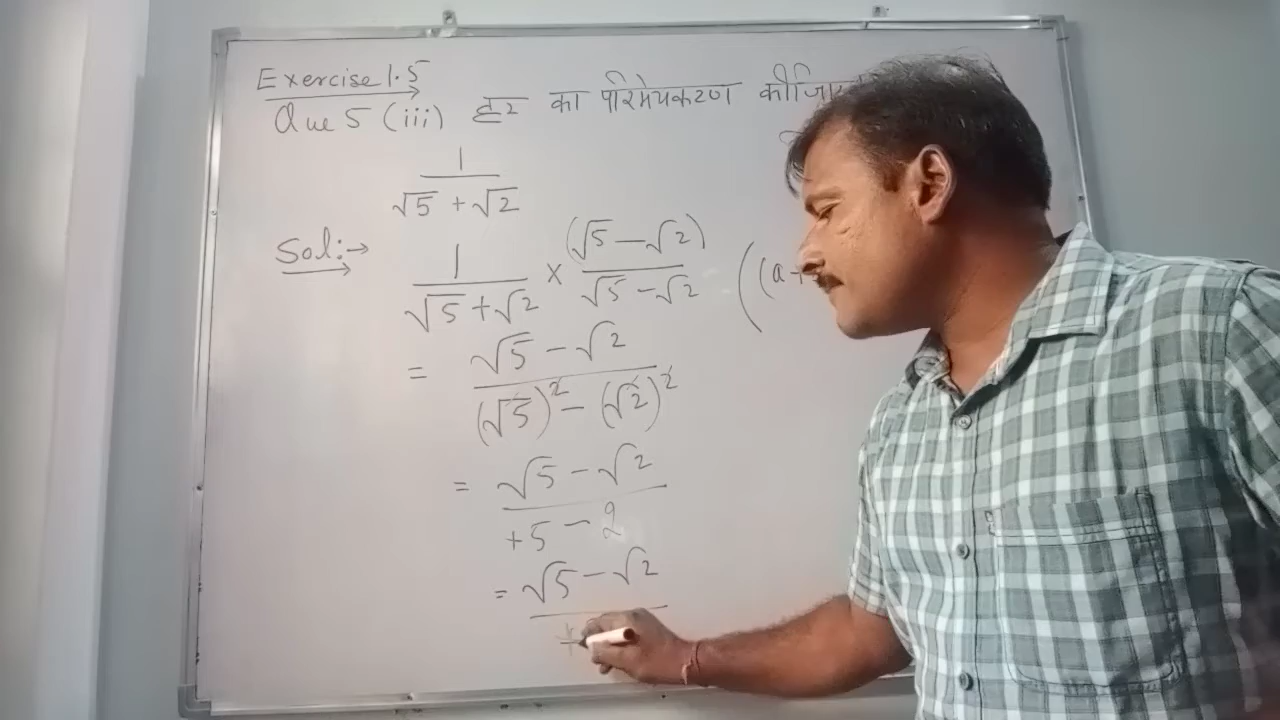 Exercise 1.5
Que 5 (iii) हर का परिमेयकरण
1
√5 + √2
Sol:→
1/(√5+√2) × (√5-√2)/(√5-√2) ((a+
= (√5 - √2)/((√5)² - (√2)²)
= (√5 - √2)/(+5 - 2)
= √5 - √2